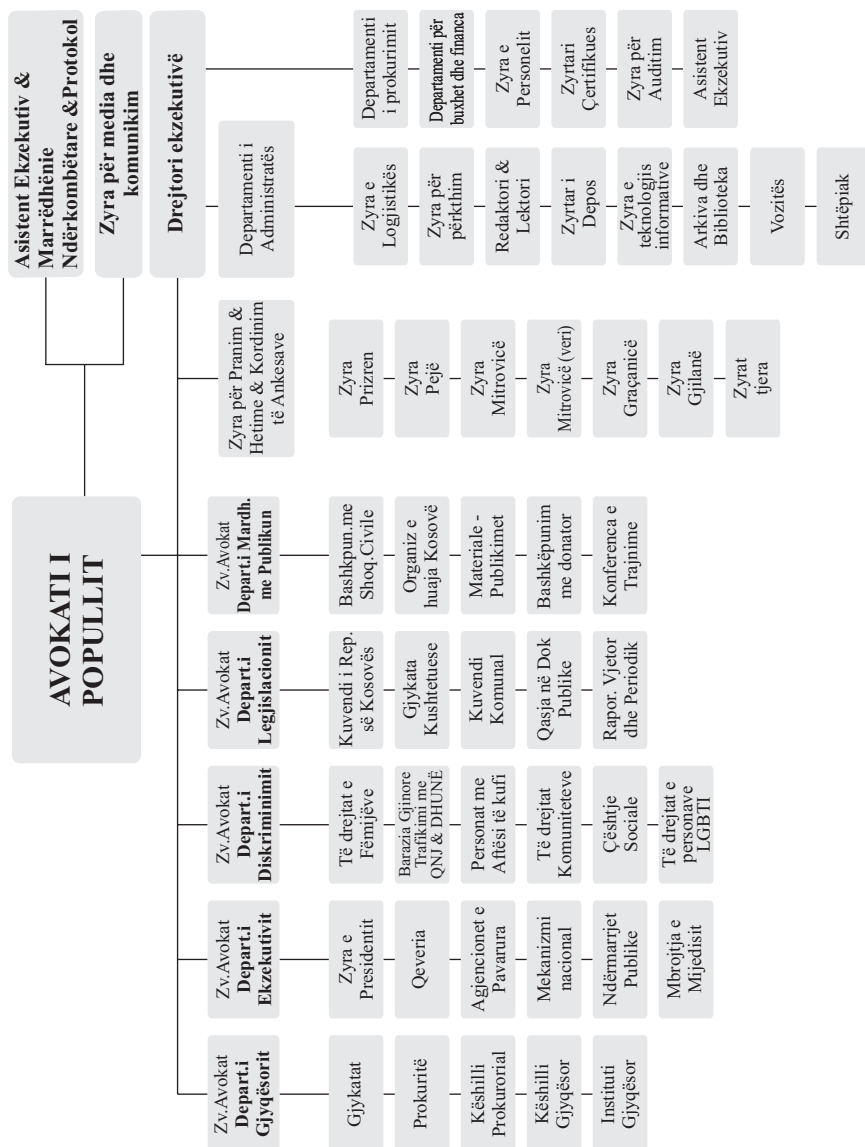 AVOKATI I
POPULLIT
Asistent Ekzekutiv &
Marrëdhënie
Ndërkombëtare &Protokol
Zyra për media dhe
komunikim
Drejtori ekzekutivë
Zv.Avokat
Depart.i
Gjyqësorit
Gjykatat
Prokuritë
Këshilli
Prokurorial
Këshilli
Gjyqësor
Instituti
Gjyqësor
Zv.Avokat
Depart.i
Ekzekutivit
Zyra e
Presidentit
Qeveria
Agjencionet e
Pavarura
Mekanizmi
nacional
Ndërmarrjet
Publike
Mbrojtja e
Mijedisit
Zv.Avokat
Depart.i
Diskriminimit
Të drejtat e
Fëmijëve
Barazia Gjinore
Trafikimi me
QNJ & DHUNË
Personat me
Aftësi të kufi
Të drejtat
Komuniteteve
Çështje
Sociale
Të drejtat e
personave
LGBTI
Zv.Avokat
Depart.i
Legjislacionit
Kuvendi i Rep.
së Kosovës
Gjykata
Kushtetuese
Kuvendi
Komunal
Qasja në Dok
Publike
Rapor. Vjetor
dhe Periodik
Zv.Avokat
Depart.i Mardh.
me Publikun
Bashkpun.me
Shoq.Civile
Organiz e
huaja Kosovë
Materiale -
Publikimet
Bashkëpunim
me donator
Konferenca e
Trajnime
Zyra për Pranim &
Hetime & Kordinim
të Ankesave
Zyra
Prizren
Zyra
Pejë
Zyra
Mitrovicë
Zyra
Mitrovicë (veri)
Zyra
Graçanicë
Zyra
Gjilanë
Zyrat
tjera
Departamenti i
Administratës
Zyra e
Logjistikës
Zyra për
përkthim
Redaktori &
Lektori
Zyrtar i
Depos
Zyra e
teknologjis
informative
Arkiva dhe
Biblioteka
Vozitës
Shtëpiak
Departamenti
i prokurimit
Departamenti për
buxhet dhe financa
Zyra e
Personelit
Zyrtari
Çertifikues
Zyra për
Auditim
Asistent
Ekzekutiv